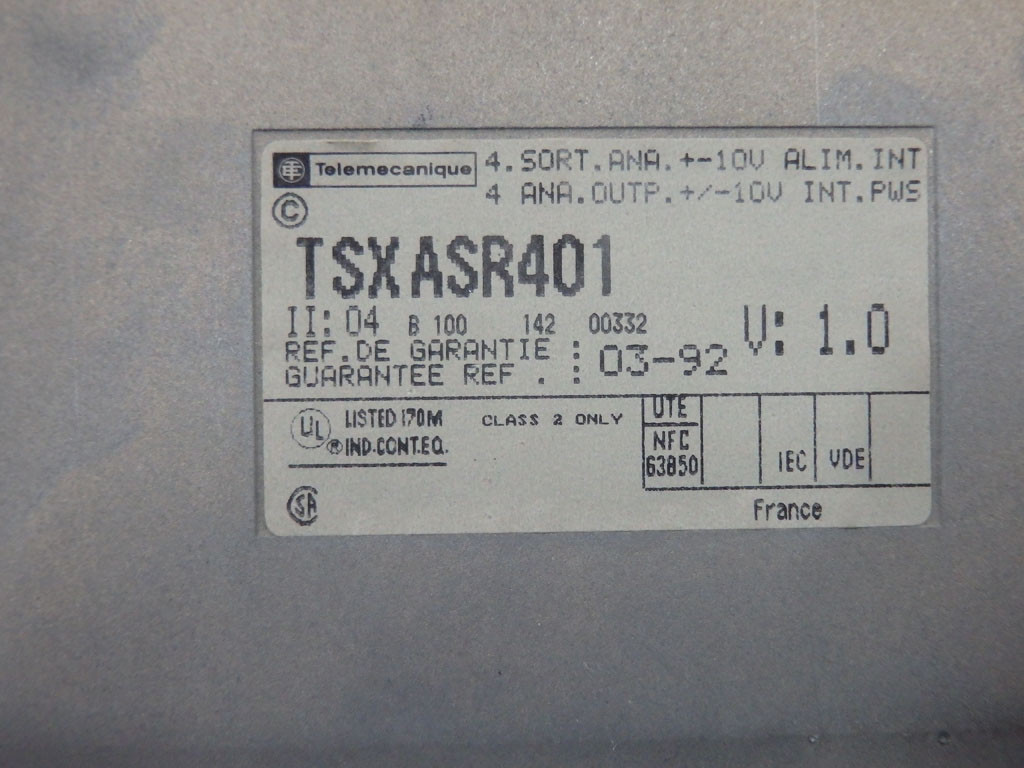 Telemecanique 4.SORT.ANA.+-10V ALIM.INT
4 ANA.OUTP.+/-10V INT.PWS
©
TSXASR401
II: 04 B 100 142 00332 V: 1.0
REF.DE GARANTIE :
GUARANTEE REF . : 03-92
UL LISTED 170M CLASS 2 ONLY
® IND.CONT.EQ.
UTE
NFC
63850 IEC VDE
SA
France